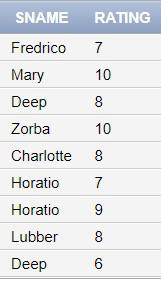 SNAME RATING
Fredrico 7
Mary 10
Deep 8
Zorba 10
Charlotte 8
Horatio 7
Horatio 9
Lubber 8
Deep 6